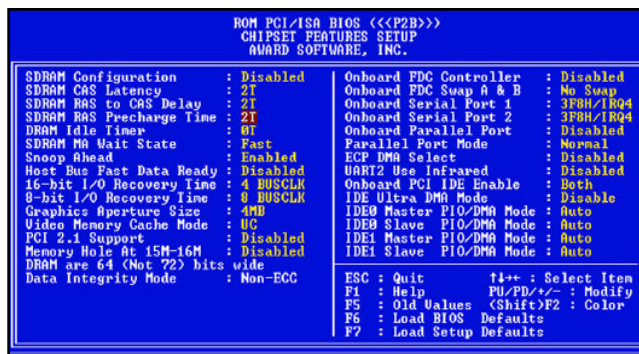 ROM PCI/ISA BIOS (<<P2B>>)
CHIPSET FEATURES SETUP
AWARD SOFTWARE, INC.
SDRAM Configuration : Disabled
SDRAM CAS Latency : 2T
SDRAM RAS to CAS Delay : 2T
SDRAM RAS Precharge Time : 2T
DRAM Idle Timer : 0T
SDRAM MA Wait State : Fast
Snoop Ahead : Enabled
Host Bus Fast Data Ready : Disabled
16-bit I/O Recovery Time : 4 BUSCLK
8-bit I/O Recovery Time : 8 BUSCLK
Graphics Aperture Size : 4MB
Video Memory Cache Mode : UC
PCI 2.1 Support : Disabled
Memory Hole At 15M-16M : Disabled
DRAM are 64 (Not 72) bits wide
Data Integrity Mode : Non-ECC
Onboard FDC Controller : Disabled
Onboard FDC Swap A & B : No Swap
Onboard Serial Port 1 : 3F8H/IRQ4
Onboard Serial Port 2 : 3F8H/IRQ4
Onboard Parallel Port : Disabled
Parallel Port Mode : Normal
ECP DMA Select : Disabled
UART2 Use Infrared : Disabled
Onboard PCI IDE Enable : Both
IDE Ultra DMA Mode : Disable
IDE0 Master PIO/DMA Mode : Auto
IDE0 Slave PIO/DMA Mode : Auto
IDE1 Master PIO/DMA Mode : Auto
IDE1 Slave PIO/DMA Mode : Auto
ESC : Quit ↑↓→← : Select Item
F1 : Help PU/PD/+/- : Modify
F5 : Old Values (Shift)F2 : Color
F6 : Load BIOS Defaults
F7 : Load Setup Defaults